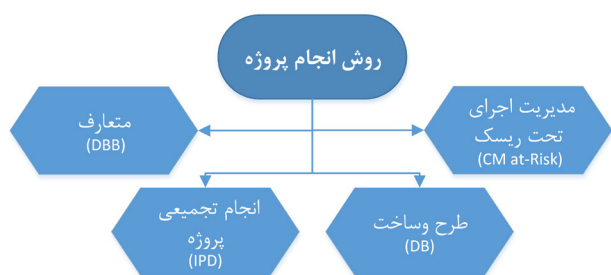 روش انجام پروژه
مدیریت اجرای
تحت ریسک
(CM at-Risk)
متعارف
(DBB)
طرح وساخت
(DB)
انجام تجمیعی
پروژه
(IPD)